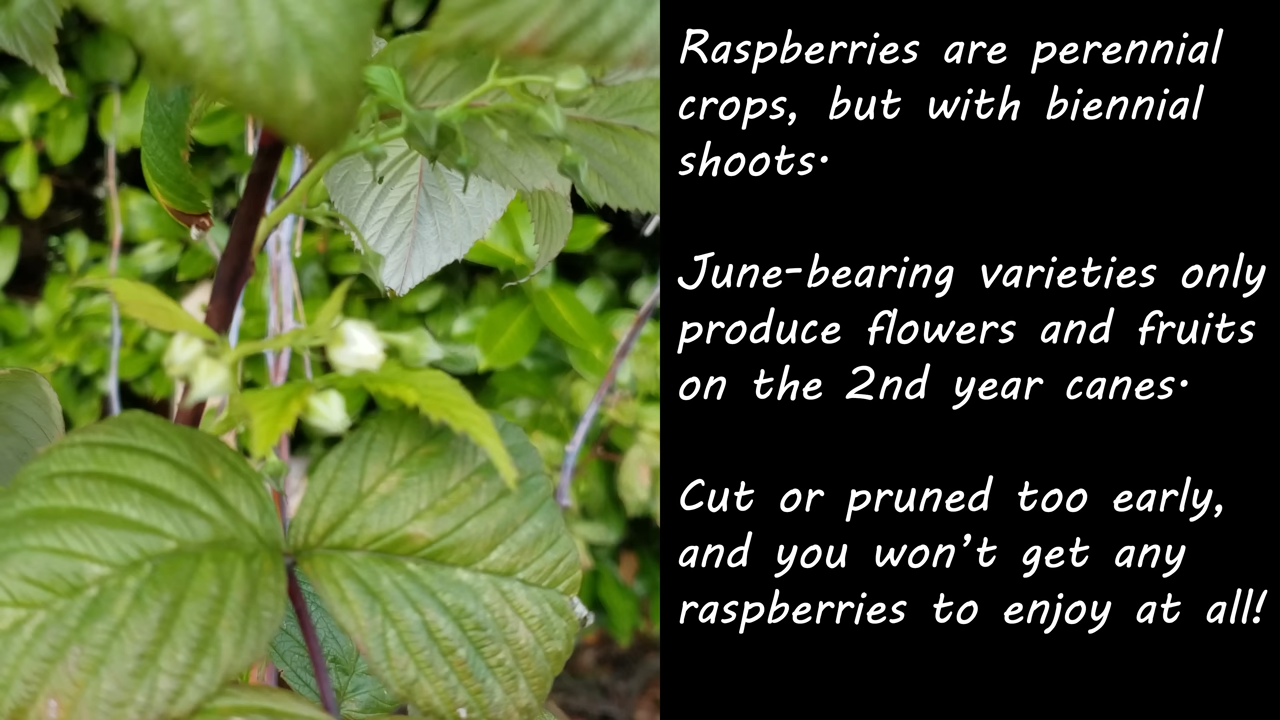 Raspberries are perennial
crops, but with biennial
shoots.
June-bearing varieties only
produce flowers and fruits
on the 2nd year canes.
Cut or pruned too early,
and you won't get any
raspberries to enjoy at all!